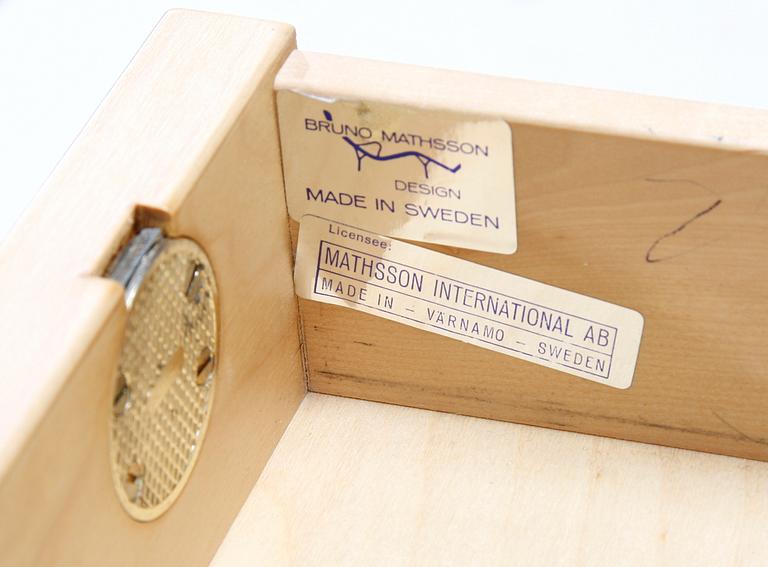 BRUNO MATHSSON
DESIGN
MADE IN SWEDEN
Licensee:
MATHSSON INTERNATIONAL AB
MADE IN – VÄRNAMO – SWEDEN